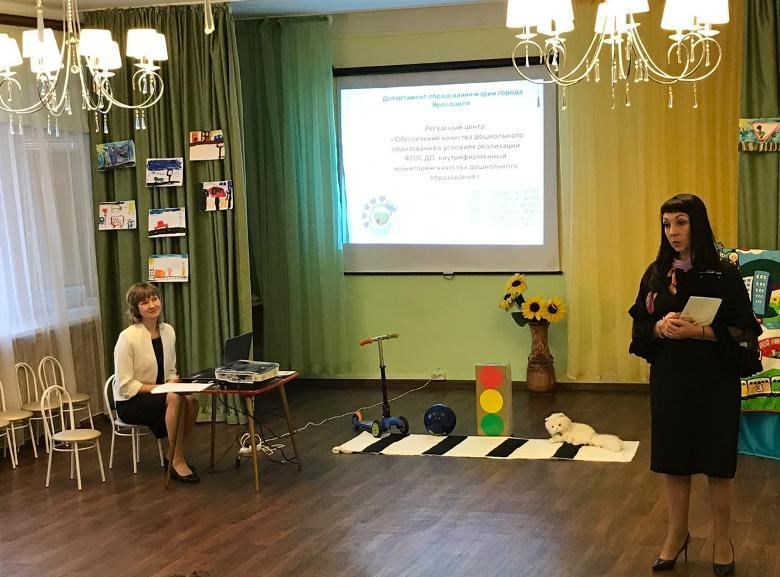 Департамент образования мэрии города
Ярославля
Ресурсный центр
«Обеспечение качества дошкольного
образования в условиях реализации
ФГОС ДО: внутрифирменный
мониторинг качества дошкольного
образования»
3